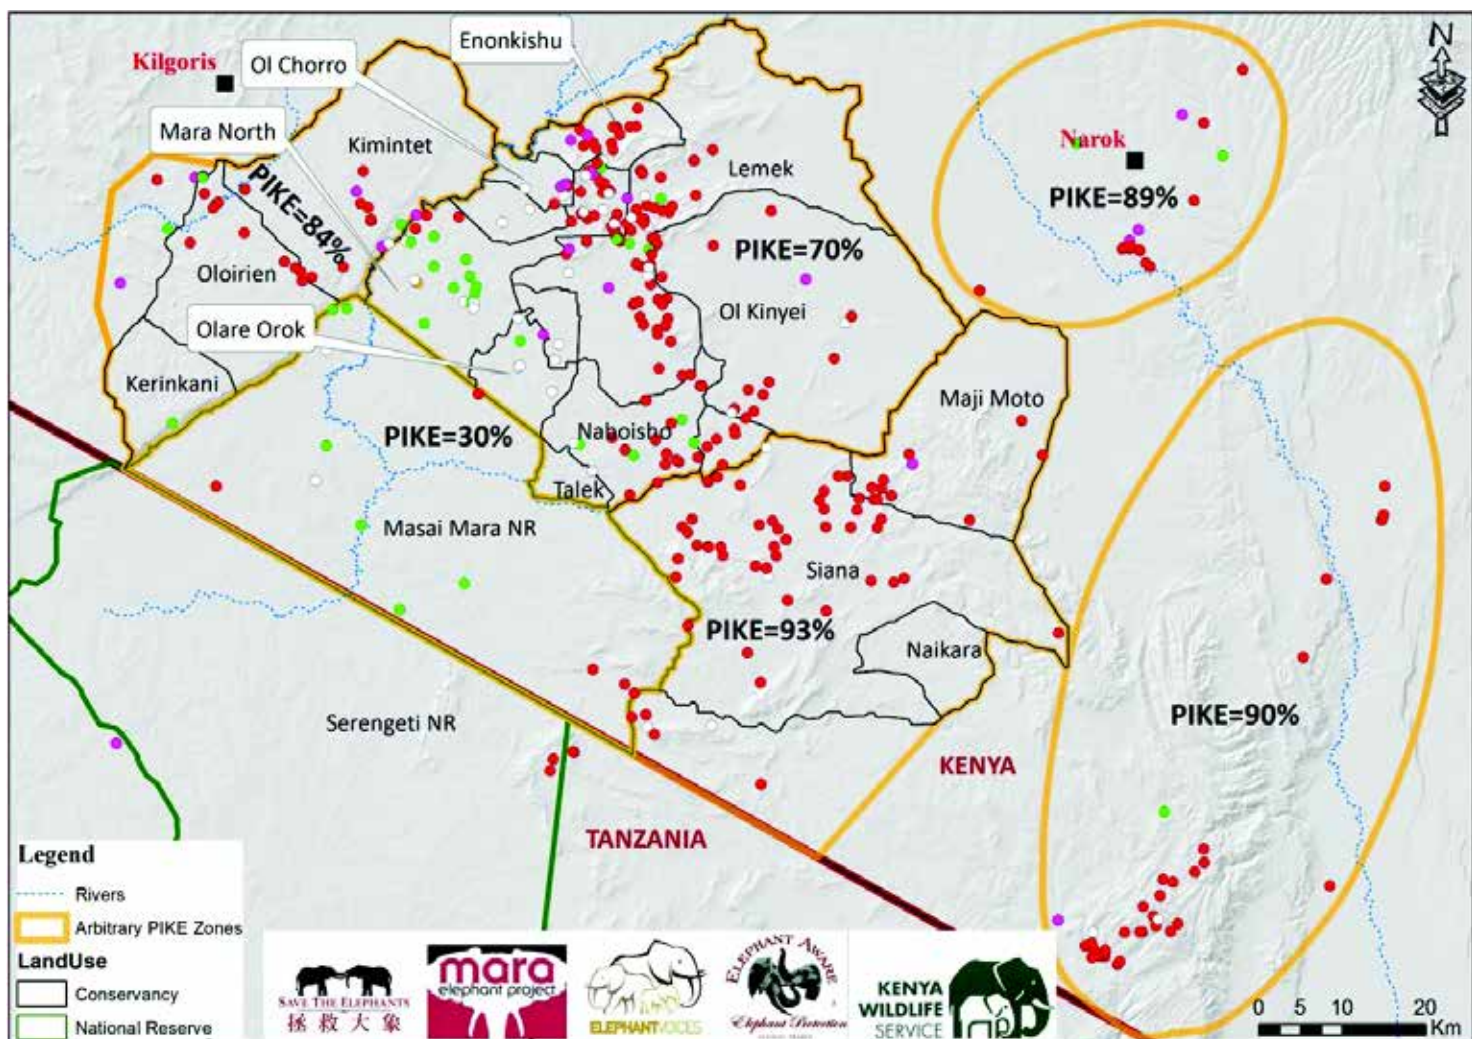 Enonkishu
Kilgoris
Ol Chorro
N
Mara North
Kimintet
Narok
Lemek
PIKE=84%
PIKE=89%
Oloirien
PIKE=70%
Ol Kinyei
Olare Orok
Kerinkani
Maji Moto
PIKE=30%
Naboisho
Talek
Masai Mara NR
Siana
PIKE=93%
Naikara
Serengeti NR
PIKE=90%
KENYA
TANZANIA
Legend
Rivers
Arbitrary PIKE Zones
LandUse
Conservancy
National Reserve
SAVE THE ELEPHANTS
拯救大象
mara
elephant project
ELEPHANTVOICES
ELEPHANT AWARE
Elephant Protection
KENYA
WILDLIFE
SERVICE
0 5 10 20
Km